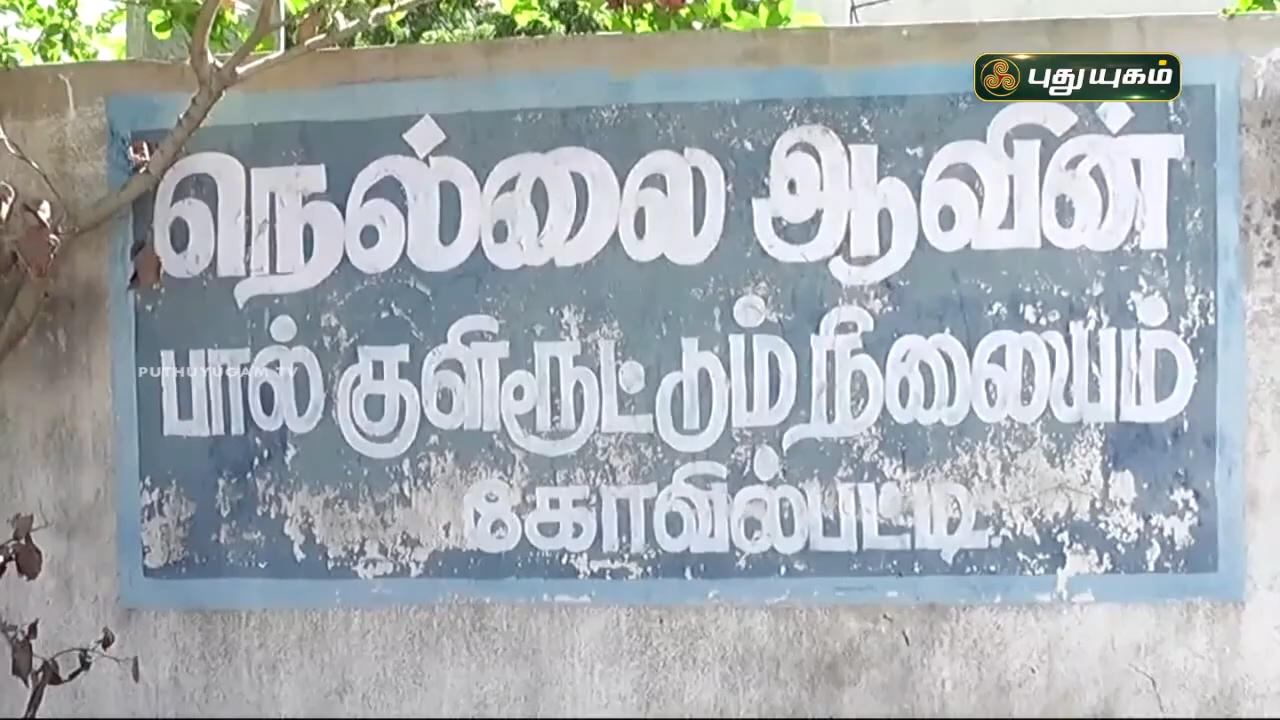 புதுயுகம்
நெல்லை ஆவின்
பால் குளிரூட்டும் நிலையம்
PUTHUYUGAM TV
கோவில்பட்டி